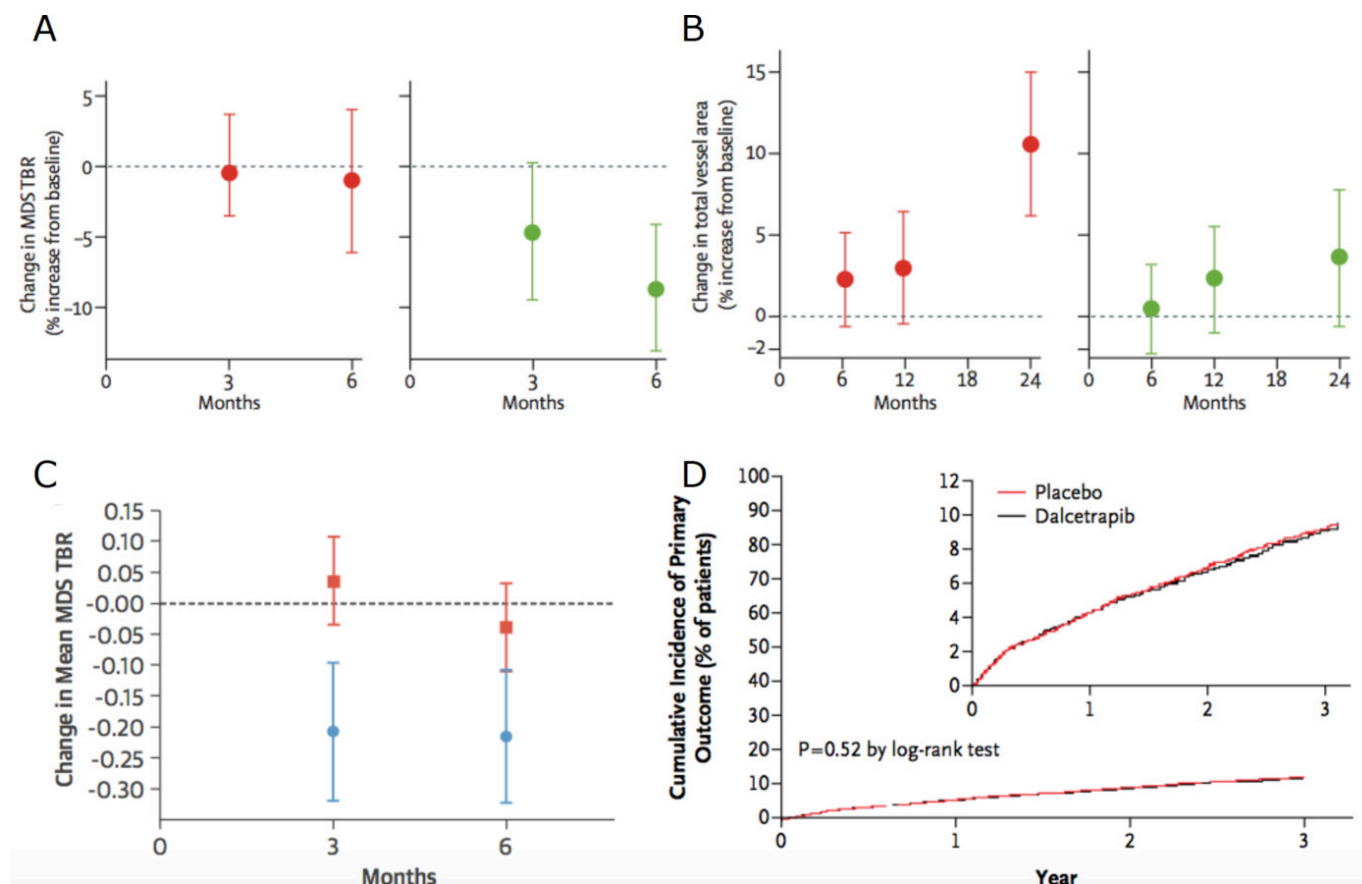 A
Change in MDS TBR
(% increase from baseline)
5
0
−5
−10
0 3 6
Months
0 3 6
Months
B
Change in total vessel area
(% increase from baseline)
15
10
5
0
−2
0 6 12 18 24
Months
0 6 12 18 24
Months
C
Change in Mean MDS TBR
0.15
0.10
0.05
-0.00
-0.05
-0.10
-0.15
-0.20
-0.25
-0.30
0 3 6
Months
D
Cumulative Incidence of Primary
Outcome (% of patients)
100
90
80
70
60
50
40
30
20
10
0
12
10
8
6
4
2
0
Placebo
Dalcetrapib
0 1 2 3
P=0.52 by log-rank test
0 1 2 3
Year